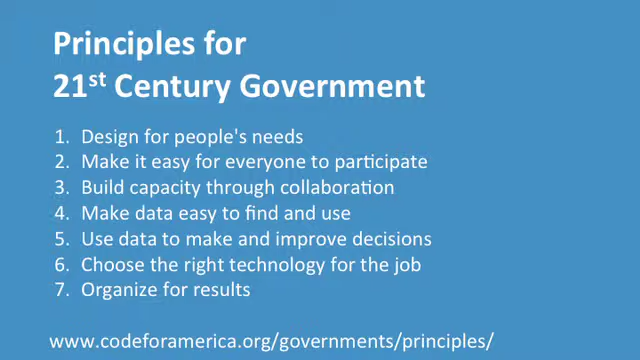 Principles for
21st Century Government
1. Design for people's needs
2. Make it easy for everyone to participate
3. Build capacity through collaboration
4. Make data easy to find and use
5. Use data to make and improve decisions
6. Choose the right technology for the job
7. Organize for results
www.codeforamerica.org/governments/principles/